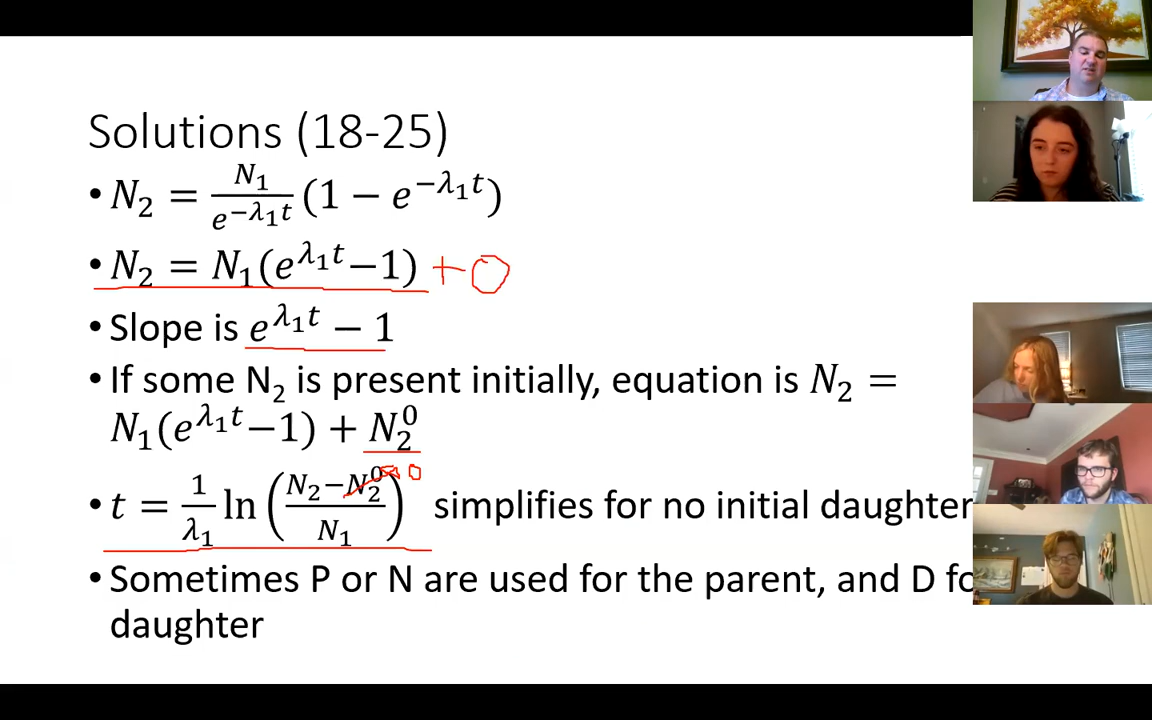 Solutions (18-25)
• N₂ = N₁/e^(−λ₁t) (1 − e^(−λ₁t))
• N₂ = N₁(e^(λ₁t)−1) + 0
• Slope is e^(λ₁t) − 1
• If some N₂ is present initially, equation is N₂ =
N₁(e^(λ₁t)−1) + N₂⁰
• t = 1/λ₁ ln((N₂−N₂⁰)/N₁) simplifies for no initial daughter
• Sometimes P or N are used for the parent, and D
daughter